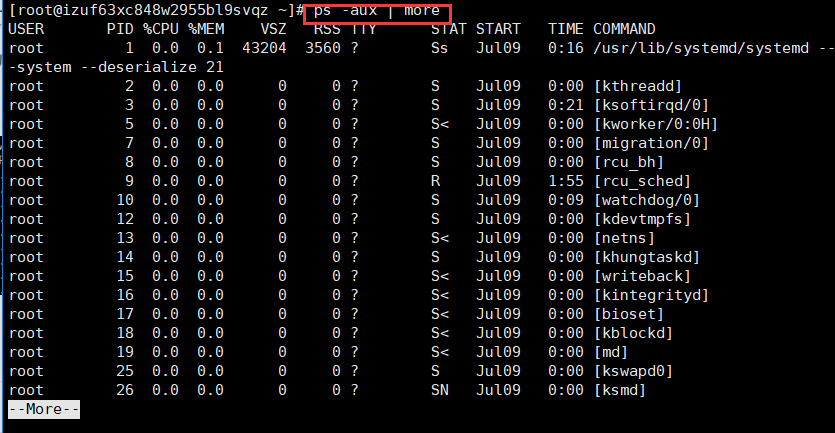 [root@izuf63xc848w2955bl9svqz ~]# ps -aux | more
USER       PID %CPU %MEM    VSZ   RSS TTY      STAT START   TIME COMMAND
root         1  0.0  0.1  43204  3560 ?        Ss   Jul09   0:16 /usr/lib/systemd/systemd --
-system --deserialize 21
root         2  0.0  0.0      0     0 ?        S    Jul09   0:00 [kthreadd]
root         3  0.0  0.0      0     0 ?        S    Jul09   0:21 [ksoftirqd/0]
root         5  0.0  0.0      0     0 ?        S<   Jul09   0:00 [kworker/0:0H]
root         7  0.0  0.0      0     0 ?        S    Jul09   0:00 [migration/0]
root         8  0.0  0.0      0     0 ?        S    Jul09   0:00 [rcu_bh]
root         9  0.0  0.0      0     0 ?        R    Jul09   1:55 [rcu_sched]
root        10  0.0  0.0      0     0 ?        S    Jul09   0:09 [watchdog/0]
root        12  0.0  0.0      0     0 ?        S    Jul09   0:00 [kdevtmpfs]
root        13  0.0  0.0      0     0 ?        S<   Jul09   0:00 [netns]
root        14  0.0  0.0      0     0 ?        S    Jul09   0:00 [khungtaskd]
root        15  0.0  0.0      0     0 ?        S<   Jul09   0:00 [writeback]
root        16  0.0  0.0      0     0 ?        S<   Jul09   0:00 [kintegrityd]
root        17  0.0  0.0      0     0 ?        S<   Jul09   0:00 [bioset]
root        18  0.0  0.0      0     0 ?        S<   Jul09   0:00 [kblockd]
root        19  0.0  0.0      0     0 ?        S<   Jul09   0:00 [md]
root        25  0.0  0.0      0     0 ?        S    Jul09   0:00 [kswapd0]
root        26  0.0  0.0      0     0 ?        SN   Jul09   0:00 [ksmd]
--More--